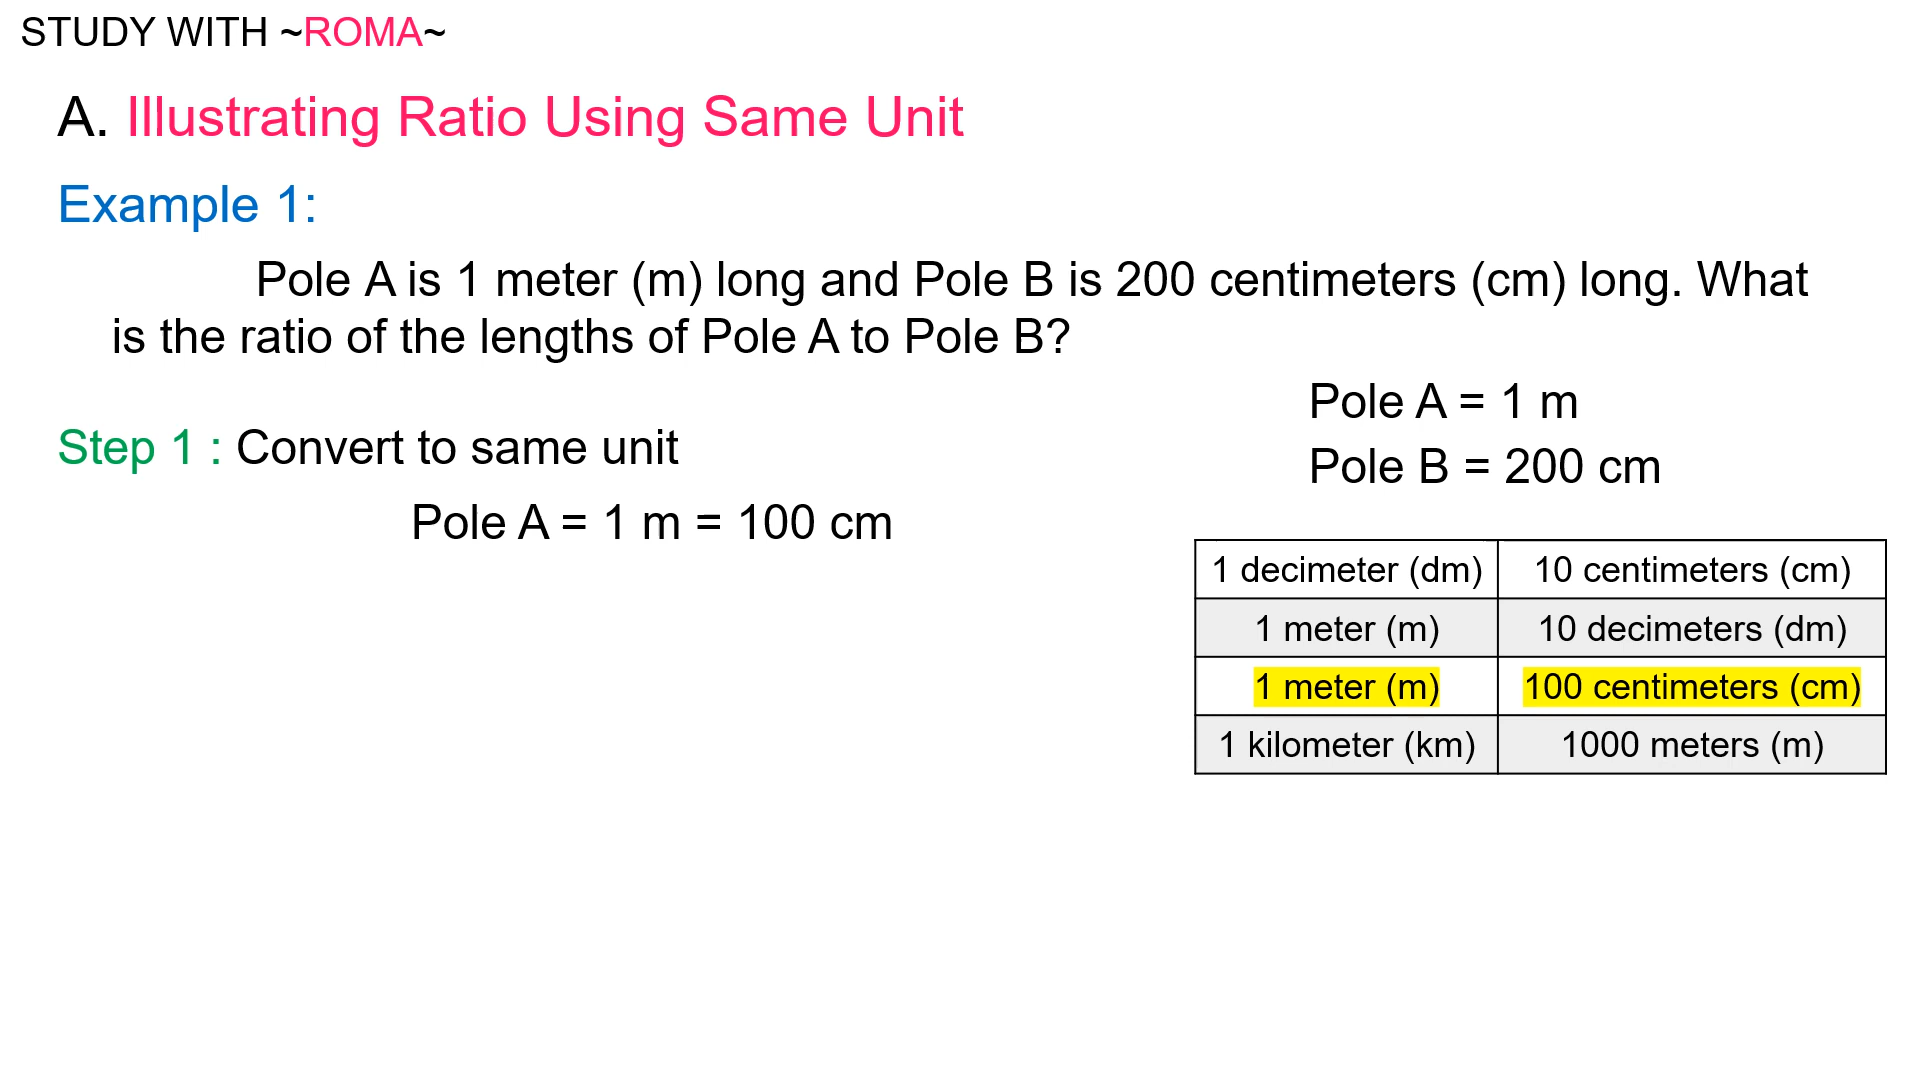 STUDY WITH ~ROMA~
A. Illustrating Ratio Using Same Unit
Example 1:
Pole A is 1 meter (m) long and Pole B is 200 centimeters (cm) long. What
is the ratio of the lengths of Pole A to Pole B?
Pole A = 1 m
Pole B = 200 cm
Step 1 : Convert to same unit
Pole A = 1 m = 100 cm
1 decimeter (dm) 10 centimeters (cm)
1 meter (m) 10 decimeters (dm)
1 meter (m) 100 centimeters (cm)
1 kilometer (km) 1000 meters (m)